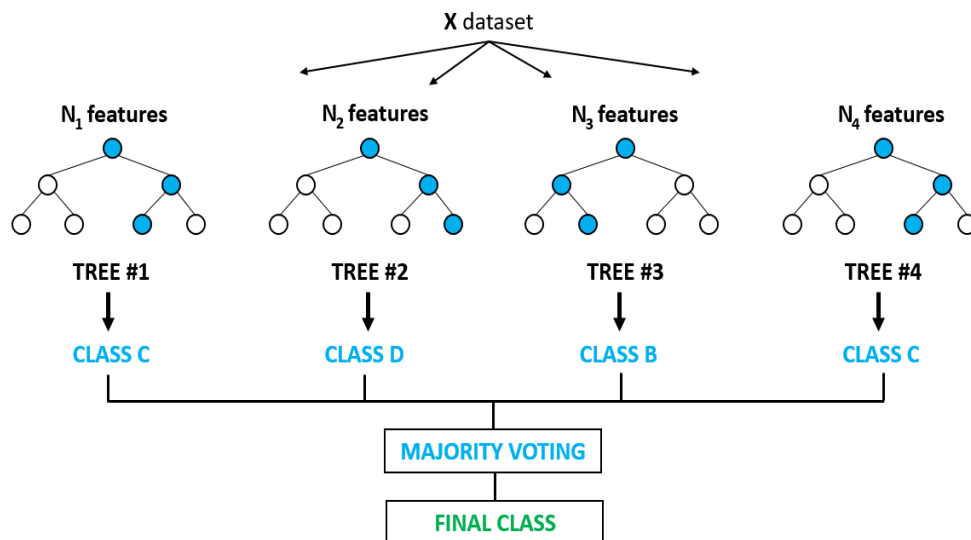 X dataset
N₁ features N₂ features N₃ features N₄ features
TREE #1 TREE #2 TREE #3 TREE #4
CLASS C CLASS D CLASS B CLASS C
MAJORITY VOTING
FINAL CLASS